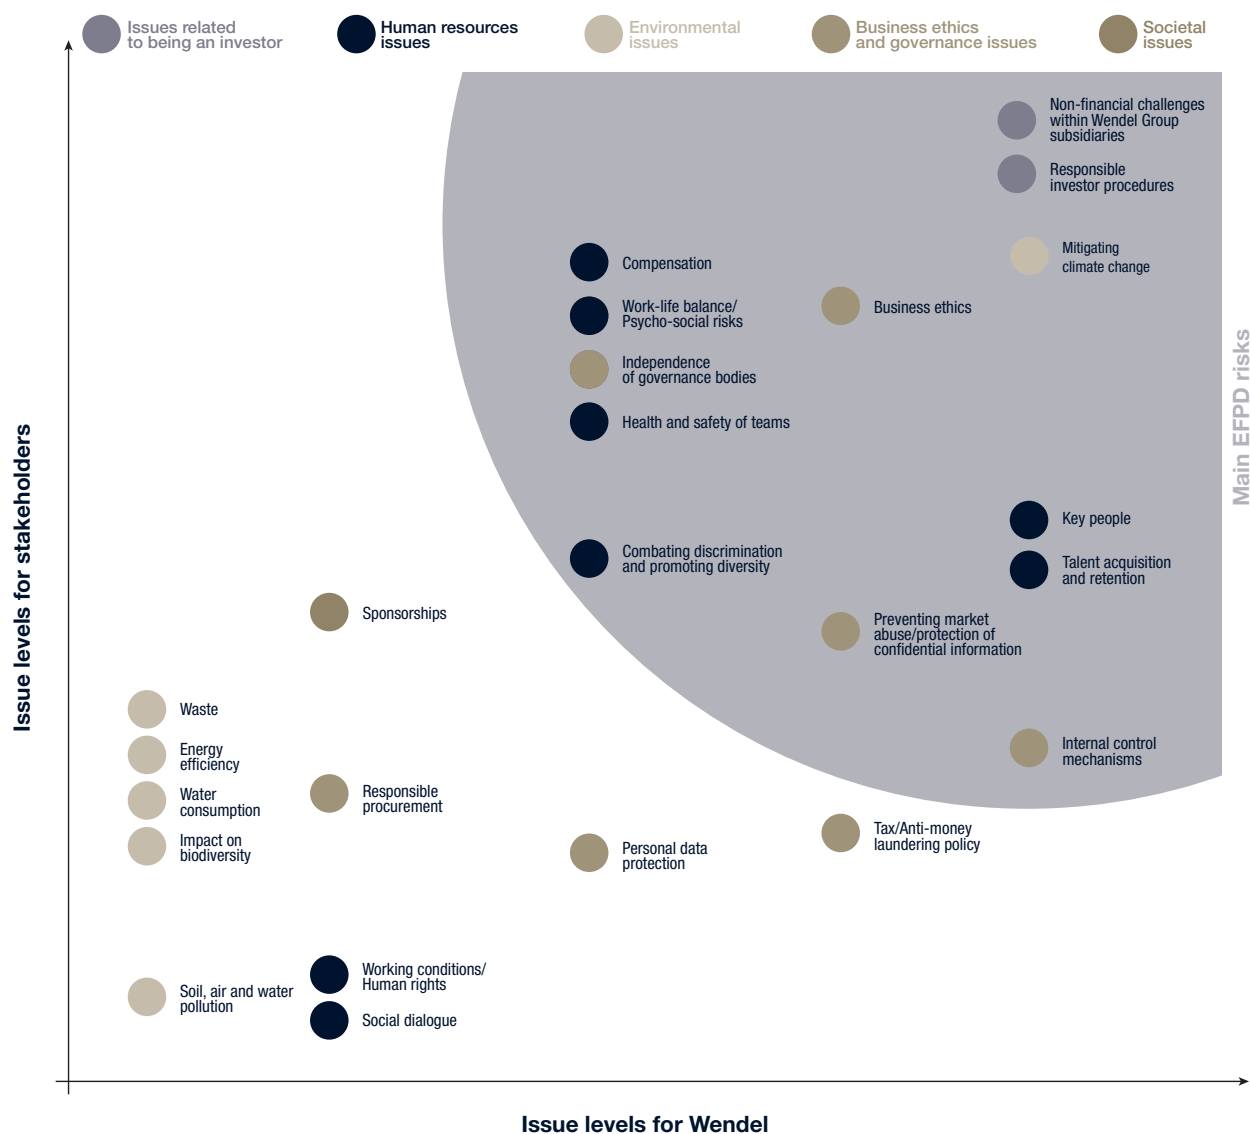 Issues related
to being an investor
Human resources
issues
Environmental
issues
Business ethics
and governance issues
Societal
issues
Non-financial challenges
within Wendel Group
subsidiaries
Responsible
investor procedures
Mitigating
climate change
Compensation
Work-life balance/
Psycho-social risks
Business ethics
Independence
of governance bodies
Health and safety of teams
Main EFPD risks
Issue levels for stakeholders
Key people
Combating discrimination
and promoting diversity
Talent acquisition
and retention
Sponsorships
Preventing market
abuse/protection of
confidential information
Waste
Energy
efficiency
Internal control
mechanisms
Water
consumption
Responsible
procurement
Impact on
biodiversity
Personal data
protection
Tax/Anti-money
laundering policy
Soil, air and water
pollution
Working conditions/
Human rights
Social dialogue
Issue levels for Wendel